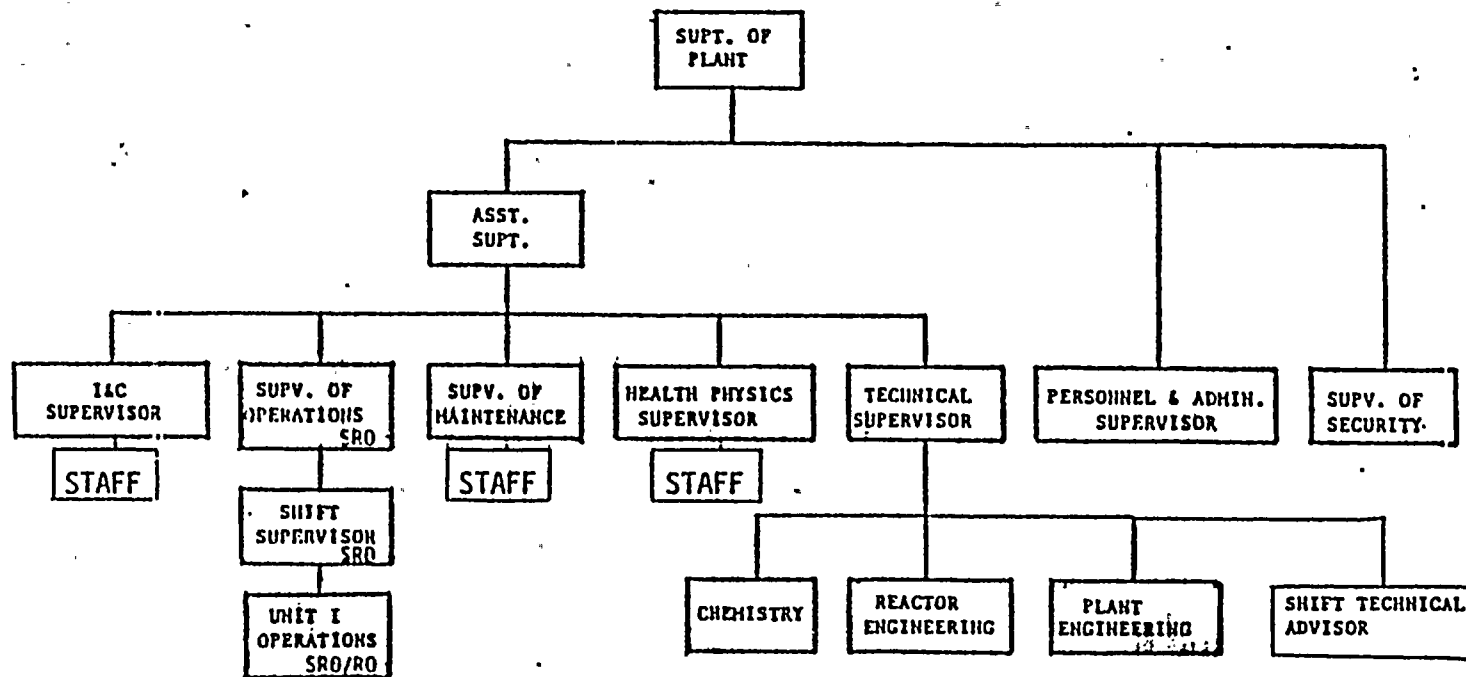 SUPT. OF
PLANT
ASST.
SUPT.
I&C
SUPERVISOR
STAFF
SUPV. OF
OPERATIONS
SRO
SHIFT
SUPERVISOR
SRO
UNIT I
OPERATIONS
SRO/RO
SUPV. OF
MAINTENANCE
STAFF
HEALTH PHYSICS
SUPERVISOR
STAFF
TECHNICAL
SUPERVISOR
CHEMISTRY
REACTOR
ENGINEERING
PLANT
ENGINEERING
SHIFT TECHNICAL
ADVISOR
PERSONNEL & ADMIN.
SUPERVISOR
SUPV. OF
SECURITY